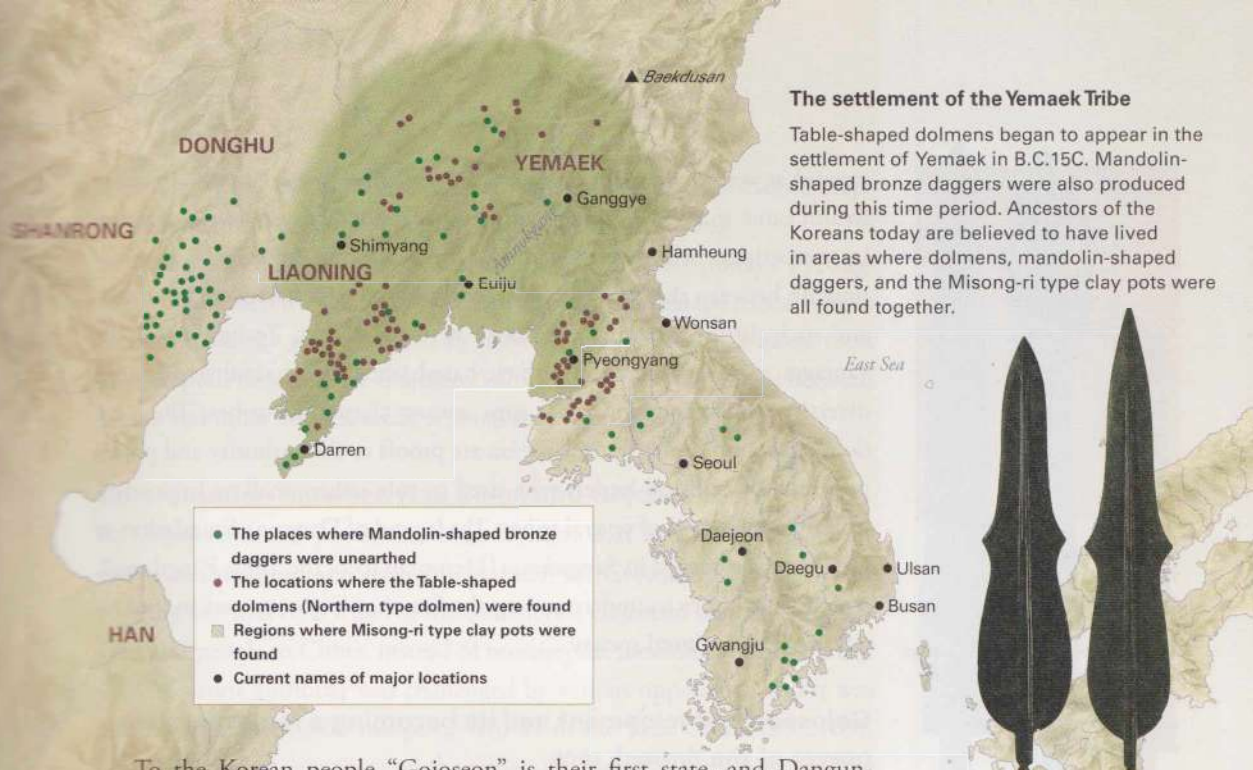 Baekdusan
DONGHU
YEMAEK
Ganggye
SHANRONG
Shimyang
Hamheung
LIAONING
Euiju
Wonsan
Pyeongyang
East Sea
Darren
Seoul
Daejeon
Daegu
Ulsan
Busan
HAN
Gwangju
The settlement of the Yemaek Tribe
Table-shaped dolmens began to appear in the
settlement of Yemaek in B.C.15C. Mandolin-
shaped bronze daggers were also produced
during this time period. Ancestors of the
Koreans today are believed to have lived
in areas where dolmens, mandolin-shaped
daggers, and the Misong-ri type clay pots were
all found together.
The places where Mandolin-shaped bronze
daggers were unearthed
The locations where the Table-shaped
dolmens (Northern type dolmen) were found
Regions where Misong-ri type clay pots were
found
Current names of major locations
To the Korean people "Gojoseon" is their first state, and Dangun